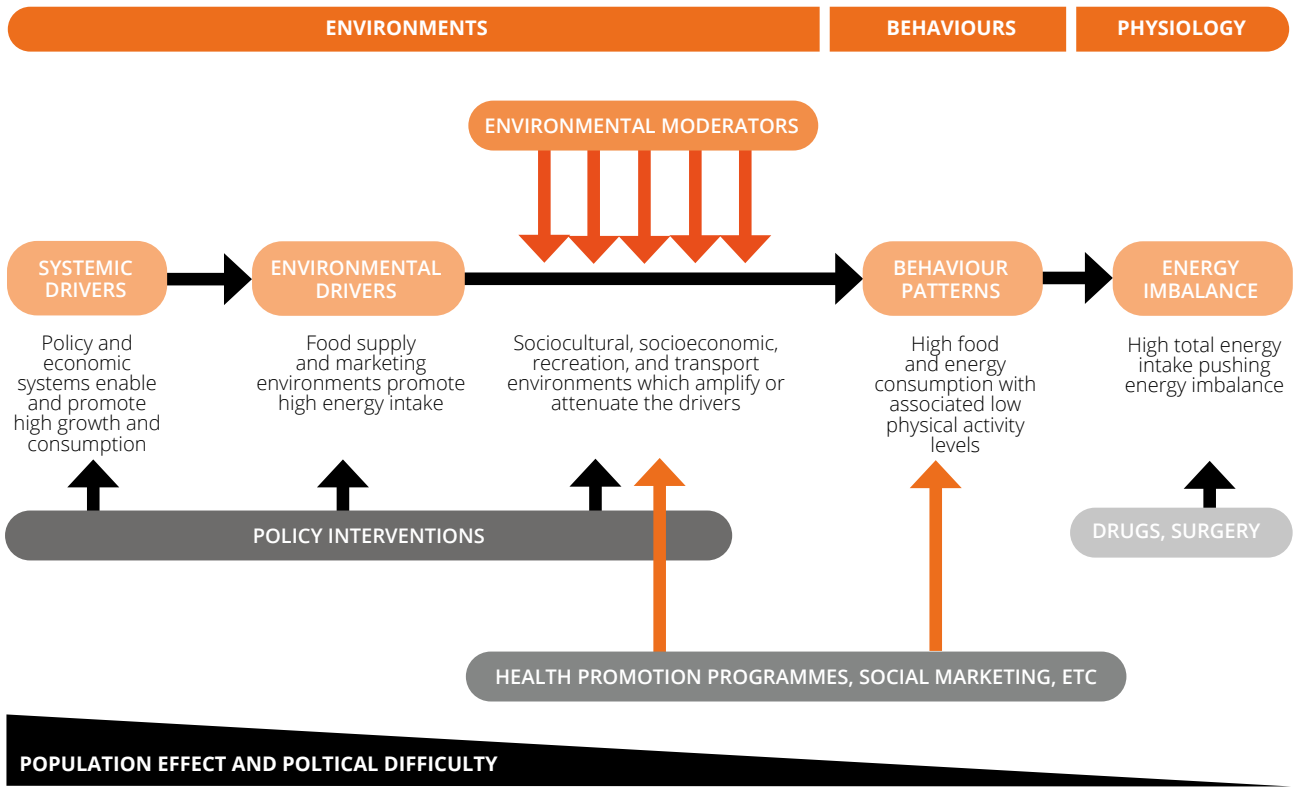 ENVIRONMENTS
BEHAVIOURS
PHYSIOLOGY
ENVIRONMENTAL MODERATORS
SYSTEMIC
DRIVERS
ENVIRONMENTAL
DRIVERS
BEHAVIOUR
PATTERNS
ENERGY
IMBALANCE
Policy and
economic
systems enable
and promote
high growth and
consumption
Food supply
and marketing
environments promote
high energy intake
Sociocultural, socioeconomic,
recreation, and transport
environments which amplify or
attenuate the drivers
High food
and energy
consumption with
associated low
physical activity
levels
High total energy
intake pushing
energy imbalance
POLICY INTERVENTIONS
DRUGS, SURGERY
HEALTH PROMOTION PROGRAMMES, SOCIAL MARKETING, ETC
POPULATION EFFECT AND POLTICAL DIFFICULTY